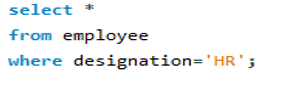 select *
from employee
where designation='HR';